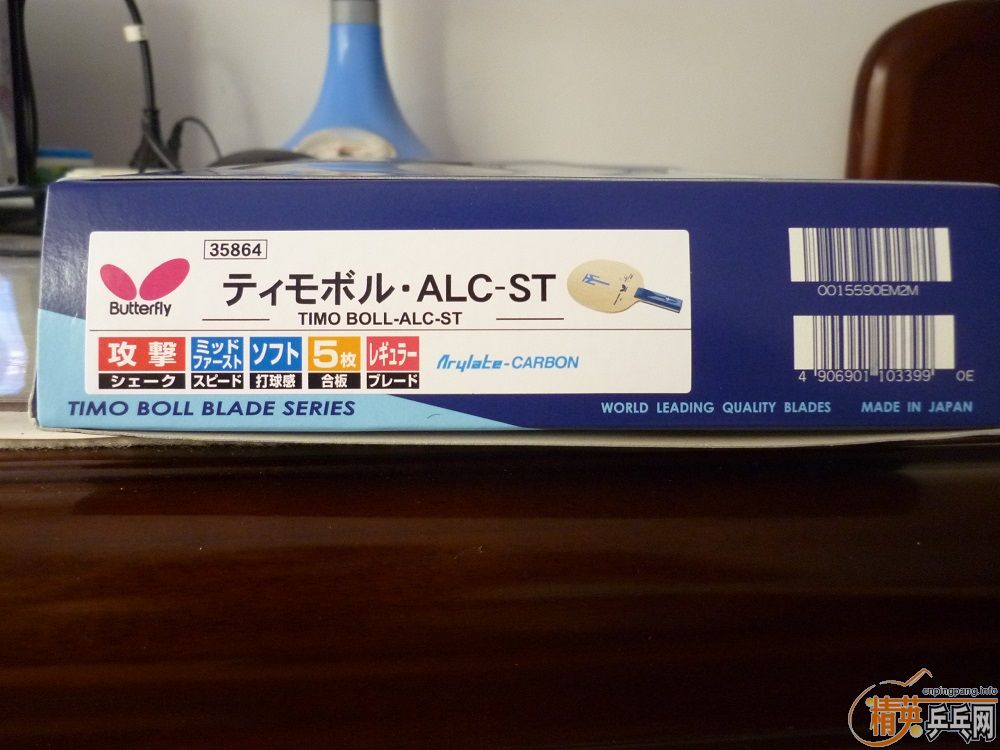 35864
Butterfly
ティモボル・ALC-ST
TIMO BOLL-ALC-ST
攻撃
シェーク
ミッド
ファースト
スピード
ソフト
打球感
5枚
合板
レギュラー
ブレード
Arylate-CARBON
0015590EM2M
4 906901 103399 0E
TIMO BOLL BLADE SERIES
WORLD LEADING QUALITY BLADES
MADE IN JAPAN
cnpingpang.info
精英乒乓网